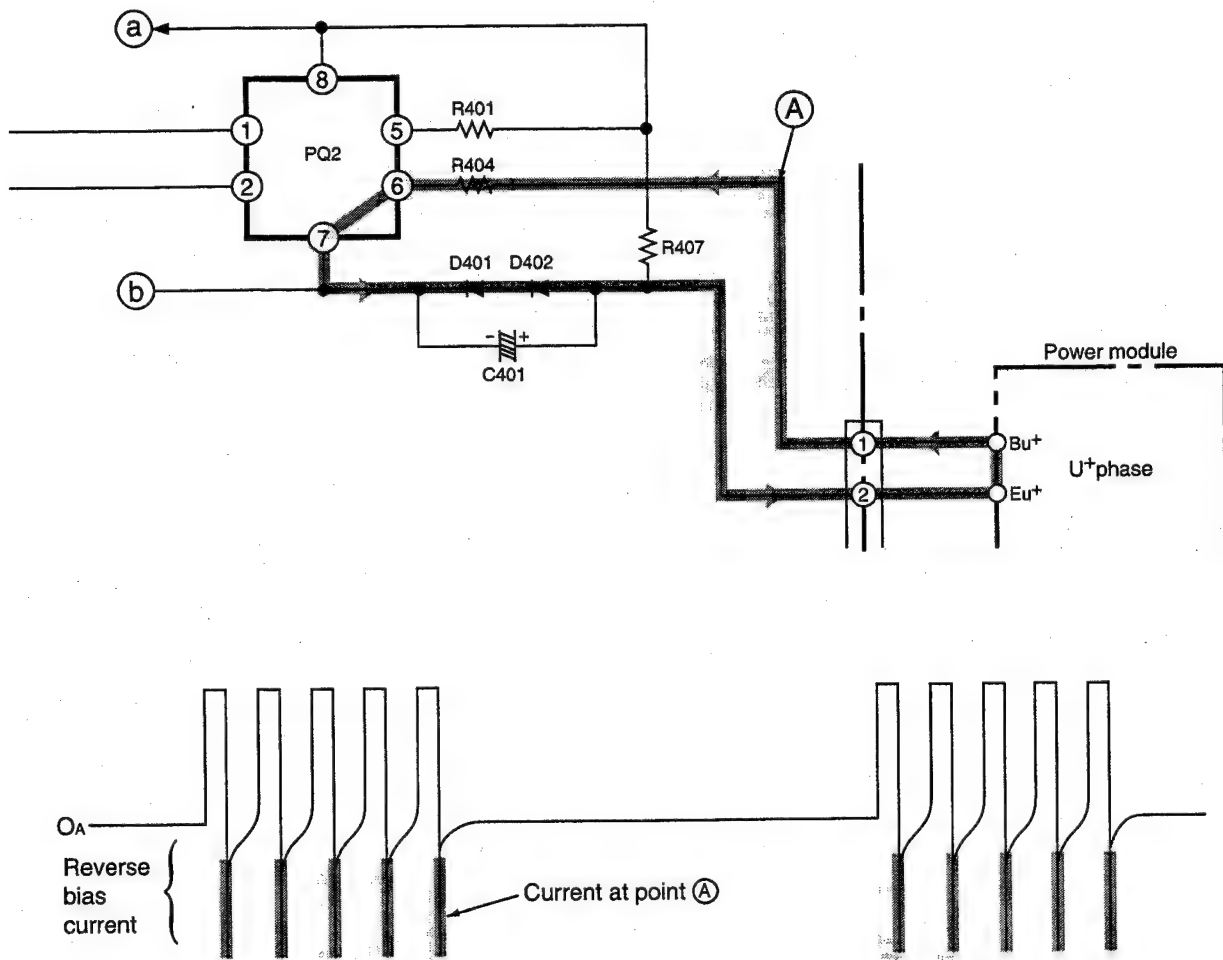 a
8
R401
A
1
5
PQ2
R404
2
6
7
R407
D401 D402
b
- +
C401
Power module
1
Bu+
U+phase
2
Eu+
OA
Reverse
bias
current
Current at point A